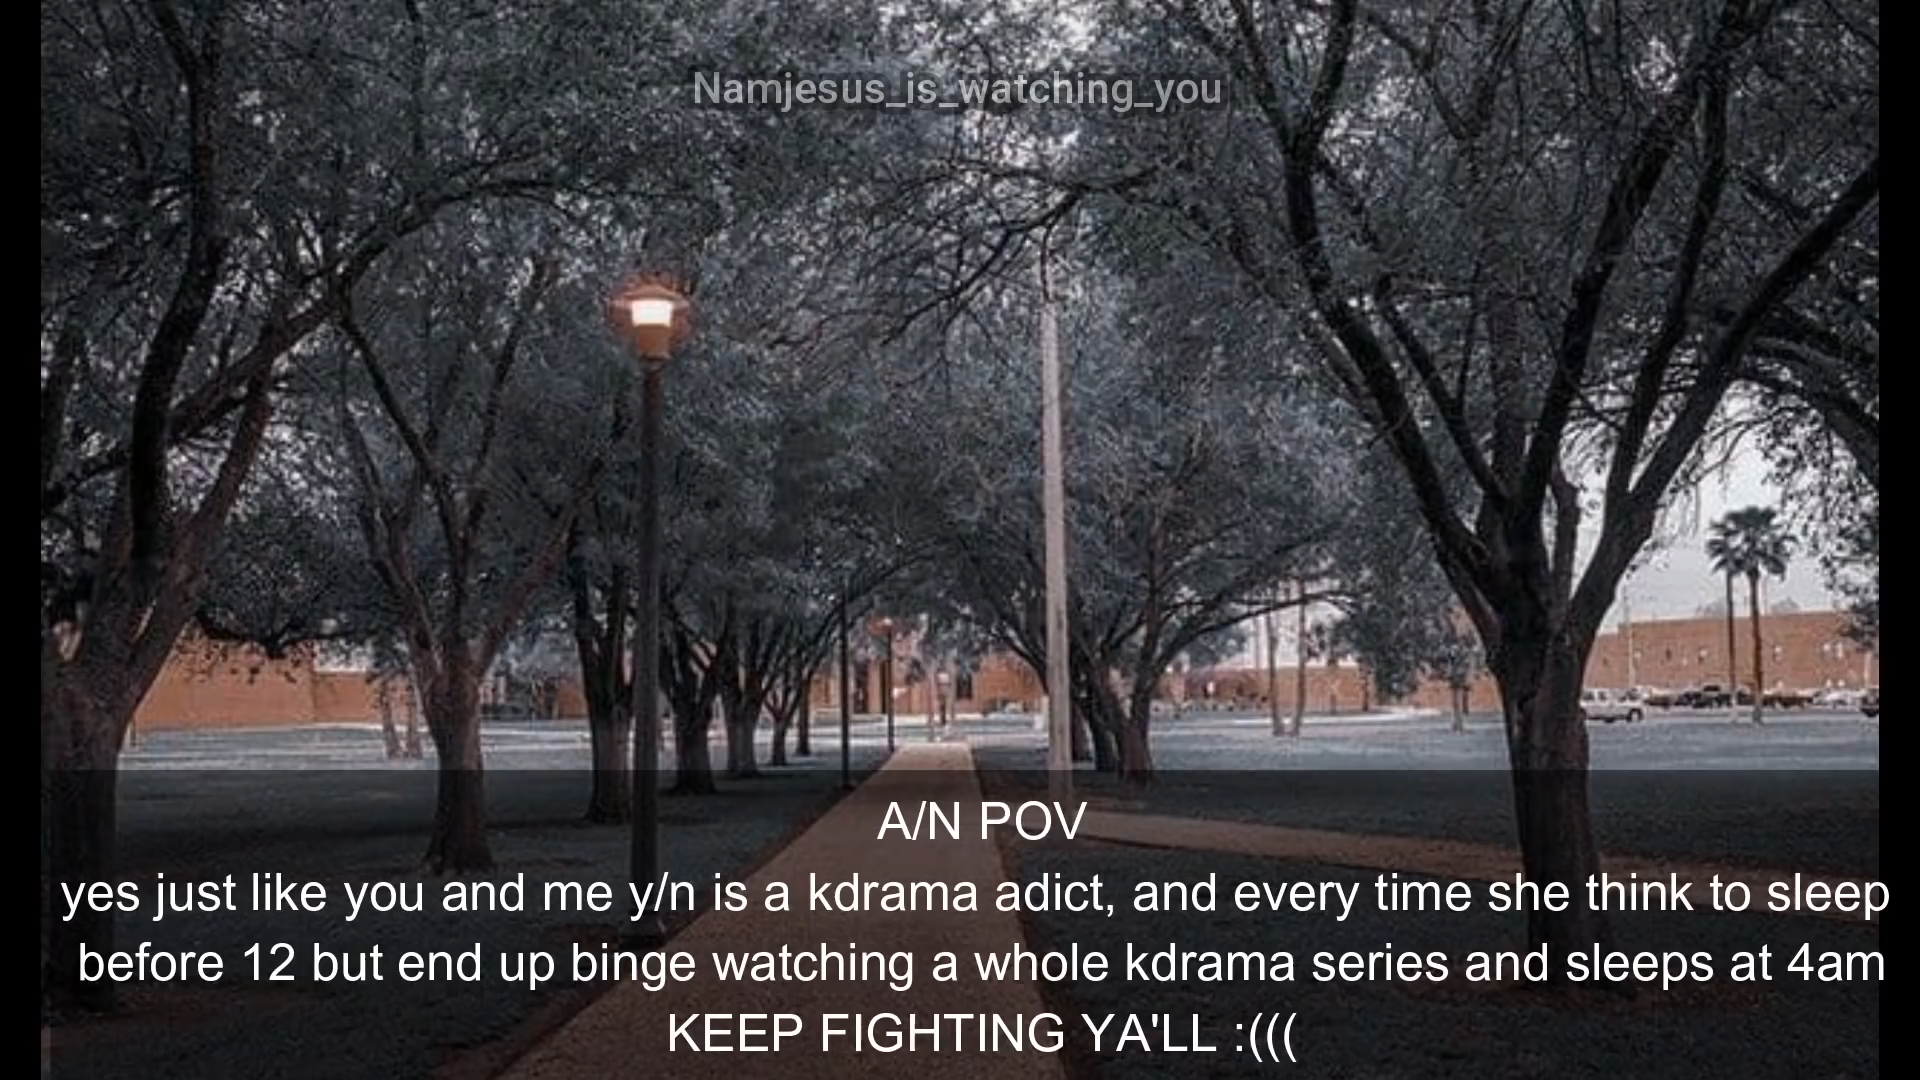 Namjesus_is_watching_you
A/N POV
yes just like you and me y/n is a kdrama adict, and every time she think to sleep
before 12 but end up binge watching a whole kdrama series and sleeps at 4am
KEEP FIGHTING YA'LL :(((